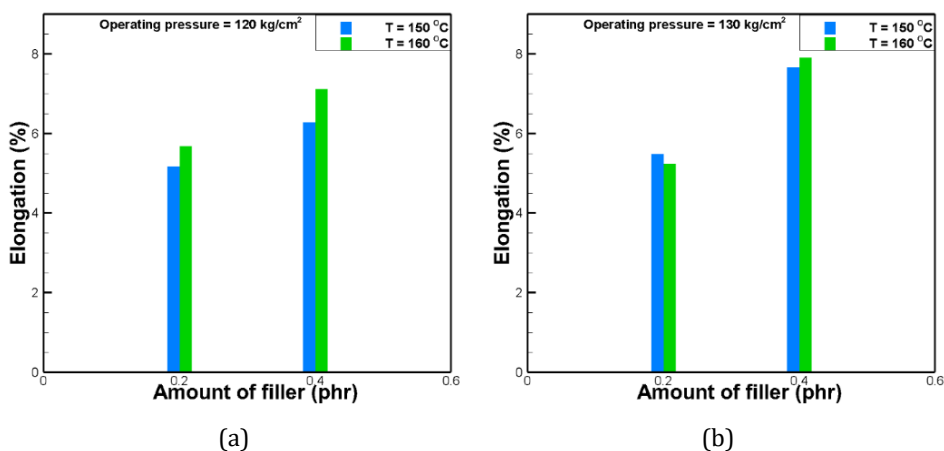 Operating pressure = 120 kg/cm²
T = 150 °C
T = 160 °C
8
6
4
2
0
Elongation (%)
0
0.2
0.4
0.6
Amount of filler (phr)
(a)
Operating pressure = 130 kg/cm²
T = 150 °C
T = 160 °C
8
6
4
2
0
Elongation (%)
0
0.2
0.4
0.6
Amount of filler (phr)
(b)